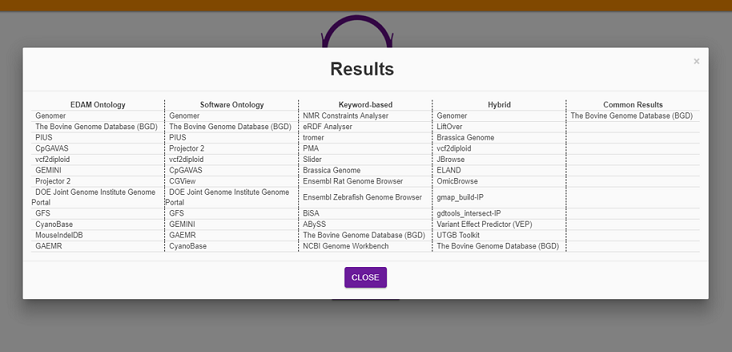 Results
×
EDAM Ontology Software Ontology Keyword-based Hybrid Common Results
Genomer Genomer NMR Constraints Analyser Genomer The Bovine Genome Database (BGD)
The Bovine Genome Database (BGD) The Bovine Genome Database (BGD) eRDF Analyser LiftOver
PIUS PIUS tromer Brassica Genome
CpGAVAS Projector 2 PMA vcf2diploid
vcf2diploid vcf2diploid Slider JBrowse
GEMINI CpGAVAS Brassica Genome ELAND
Projector 2 CGView Ensembl Rat Genome Browser OmicBrowse
DOE Joint Genome Institute Genome Portal DOE Joint Genome Institute Genome Portal Ensembl Zebrafish Genome Browser gmap_build-IP
GFS GFS BiSA gdtools_intersect-IP
CyanoBase GEMINI ABySS Variant Effect Predictor (VEP)
MouseIndelDB GAEMR The Bovine Genome Database (BGD) UTGB Toolkit
GAEMR CyanoBase NCBI Genome Workbench The Bovine Genome Database (BGD)
CLOSE